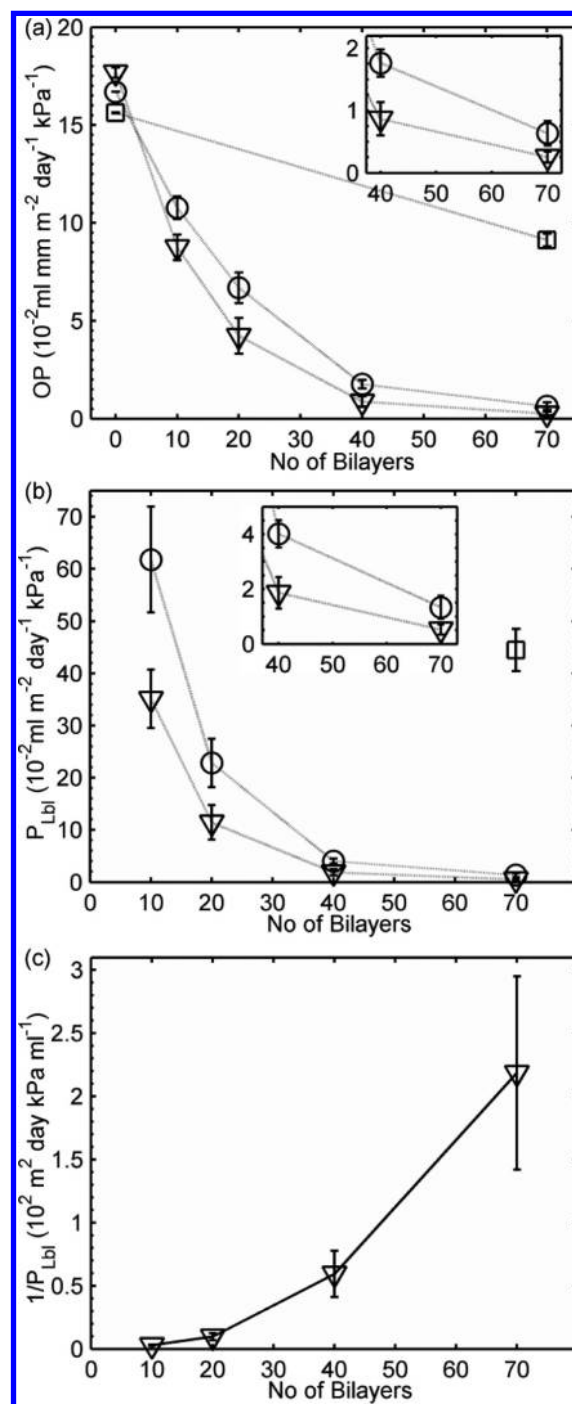 (a)
20
15
10
5
0
OP (10⁻²ml mm m⁻² day⁻¹ kPa⁻¹)
2
1
0
40 50 60 70
0 10 20 30 40 50 60 70
No of Bilayers
(b)
70
60
50
40
30
20
10
0
P_Lbl (10⁻²ml m⁻² day⁻¹ kPa⁻¹)
4
2
0
40 50 60 70
0 10 20 30 40 50 60 70
No of Bilayers
(c)
3
2.5
2
1.5
1
0.5
0
1/P_Lbl (10² m² day kPa ml⁻¹)
0 10 20 30 40 50 60 70
No of Bilayers